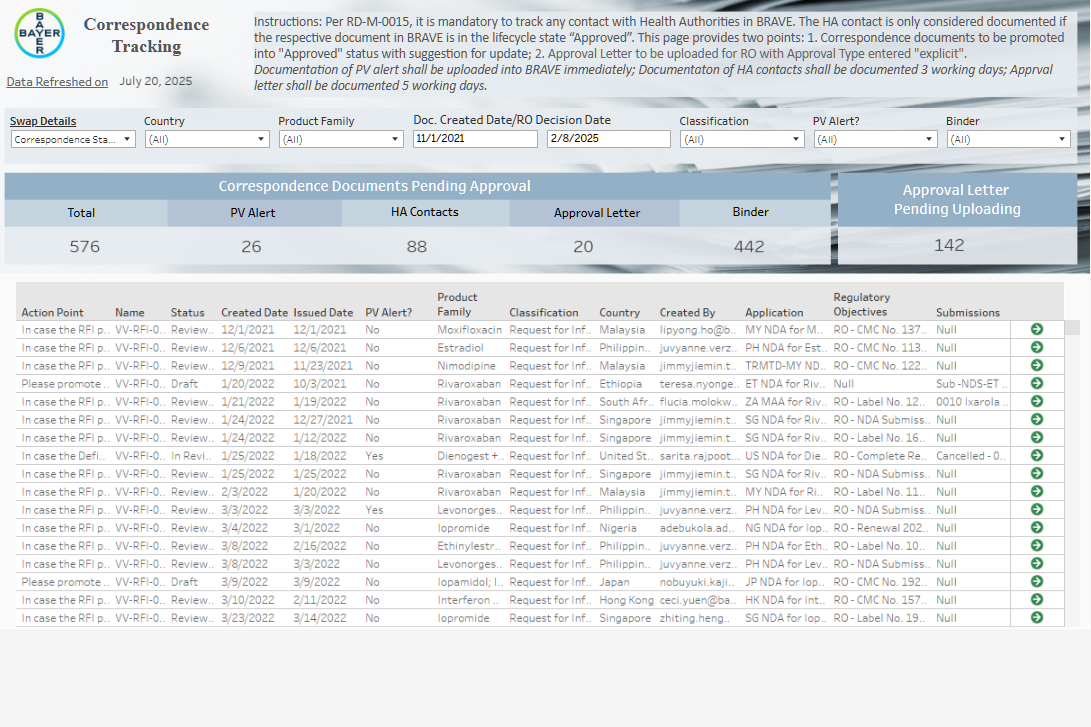 BAYER
BAYER
Correspondence
Tracking
Data Refreshed on July 20, 2025
Instructions: Per RD-M-0015, it is mandatory to track any contact with Health Authorities in BRAVE. The HA contact is only considered documented if
the respective document in BRAVE is in the lifecycle state “Approved”. This page provides two points: 1. Correspondence documents to be promoted
into "Approved" status with suggestion for update; 2. Approval Letter to be uploaded for RO with Approval Type entered "explicit".
Documentation of PV alert shall be uploaded into BRAVE immediately; Documentaton of HA contacts shall be documented 3 working days; Apprval
letter shall be documented 5 working days.
Swap Details Country Product Family Doc. Created Date/RO Decision Date Classification PV Alert? Binder
Correspondence Sta... (All) (All) 11/1/2021 2/8/2025 (All) (All) (All)
Correspondence Documents Pending Approval
Total PV Alert HA Contacts Approval Letter Binder
576 26 88 20 442
Approval Letter
Pending Uploading
142
Action Point Name Status Created Date Issued Date PV Alert? Product Family Classification Country Created By Application Regulatory Objectives Submissions
In case the RFI p.. VV-RFI-0.. Review.. 12/1/2021 12/1/2021 No Moxifloxacin Request for Inf.. Malaysia lipyong.ho@b.. MY NDA for M.. RO - CMC No. 137.. Null
In case the RFI p.. VV-RFI-0.. Review.. 12/6/2021 12/6/2021 No Estradiol Request for Inf.. Philippin.. juvyanne.verz.. PH NDA for Est.. RO - CMC No. 113.. Null
In case the RFI p.. VV-RFI-0.. Review.. 12/9/2021 11/23/2021 No Nimodipine Request for Inf.. Malaysia jimmyjiemin.t.. TRMTD-MY ND.. RO - CMC No. 122.. Null
Please promote .. VV-RFI-0.. Draft 1/20/2022 10/3/2021 No Rivaroxaban Request for Inf.. Ethiopia teresa.nyonge.. ET NDA for Riv.. Null Sub -NDS-ET ..
In case the RFI p.. VV-RFI-0.. Review.. 1/21/2022 1/19/2022 No Rivaroxaban Request for Inf.. South Afr.. flucia.molokw.. ZA MAA for Riv.. RO - Label No. 12.. 0010 Ixarola ..
In case the RFI p.. VV-RFI-0.. Review.. 1/24/2022 12/27/2021 No Rivaroxaban Request for Inf.. Singapore jimmyjiemin.t.. SG NDA for Riv.. RO - NDA Submiss.. Null
In case the RFI p.. VV-RFI-0.. Review.. 1/24/2022 1/12/2022 No Rivaroxaban Request for Inf.. Singapore jimmyjiemin.t.. SG NDA for Riv.. RO - Label No. 16.. Null
In case the Defi.. VV-RFI-0.. In Revi.. 1/25/2022 1/18/2022 Yes Dienogest +.. Request for Inf.. United St.. sarita.rajpoot.. US NDA for Die.. RO - Complete Re.. Cancelled - 0..
In case the RFI p.. VV-RFI-0.. Review.. 1/25/2022 1/25/2022 No Rivaroxaban Request for Inf.. Singapore jimmyjiemin.t.. SG NDA for Riv.. RO - NDA Submiss.. Null
In case the RFI p.. VV-RFI-0.. Review.. 2/3/2022 1/20/2022 No Rivaroxaban Request for Inf.. Malaysia jimmyjiemin.t.. MY NDA for Ri.. RO - Label No. 11.. Null
In case the RFI p.. VV-RFI-0.. Review.. 3/3/2022 3/3/2022 Yes Levonorges.. Request for Inf.. Philippin.. juvyanne.verz.. PH NDA for Lev.. RO - NDA Submiss.. Null
In case the RFI p.. VV-RFI-0.. Review.. 3/4/2022 3/1/2022 No Iopromide Request for Inf.. Nigeria adebukola.ad.. NG NDA for Iop.. RO - Renewal 202.. Null
In case the RFI p.. VV-RFI-0.. Review.. 3/8/2022 2/16/2022 No Ethinylestr.. Request for Inf.. Philippin.. juvyanne.verz.. PH NDA for Eth.. RO - Label No. 10.. Null
In case the RFI p.. VV-RFI-0.. Review.. 3/8/2022 3/3/2022 No Levonorges.. Request for Inf.. Philippin.. juvyanne.verz.. PH NDA for Lev.. RO - NDA Submiss.. Null
Please promote .. VV-RFI-0.. Draft 3/9/2022 3/9/2022 No Iopamidol; I.. Request for Inf.. Japan nobuyuki.kaji.. JP NDA for Iop.. RO - CMC No. 192.. Null
In case the RFI p.. VV-RFI-0.. Review.. 3/10/2022 2/11/2022 No Interferon .. Request for Inf.. Hong Kong ceci.yuen@ba.. HK NDA for Int.. RO - CMC No. 157.. Null
In case the RFI p.. VV-RFI-0.. Review.. 3/23/2022 3/14/2022 No Iopromide Request for Inf.. Singapore zhiting.heng.. SG NDA for Iop.. RO - Label No. 19.. Null